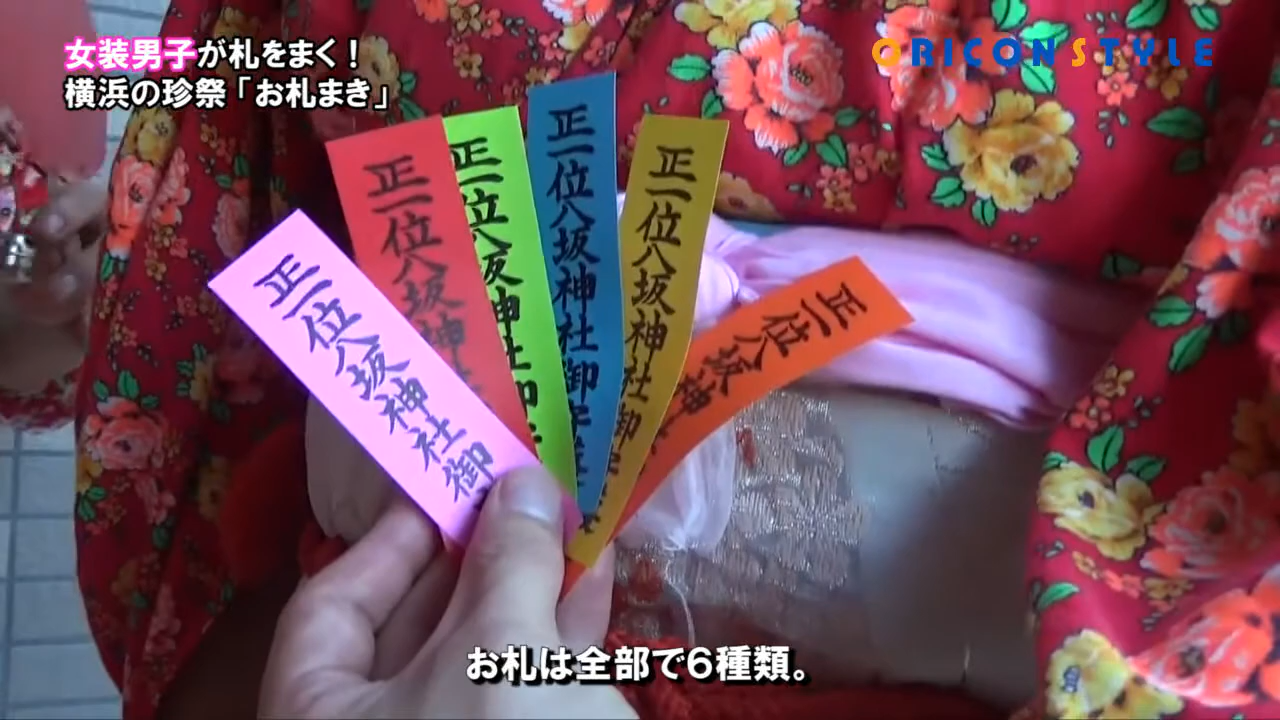 女装男子が札をまく！
横浜の珍祭「お札まき」
ORICON STYLE
正一位八坂神社御
正一位八坂神社
正一位八坂神社御
正一位八坂神社御
正一位八坂神社御
正一位八坂神
お札は全部で6種類。